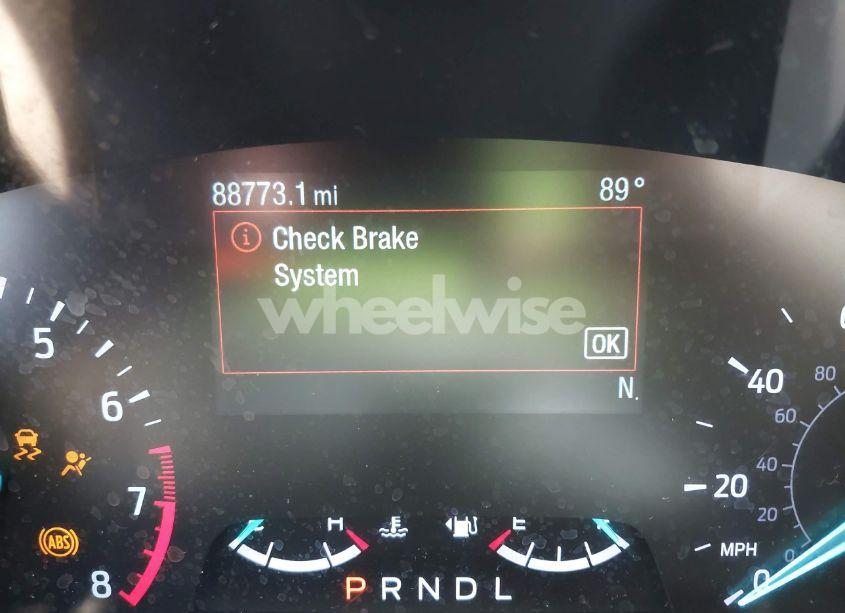 88773.1 mi 89°
Check Brake
System
wheelwise
OK
N.
5
6
7
8
ABS
H
E
P R N D L
40
20
MPH
0
80
60
40
20
0